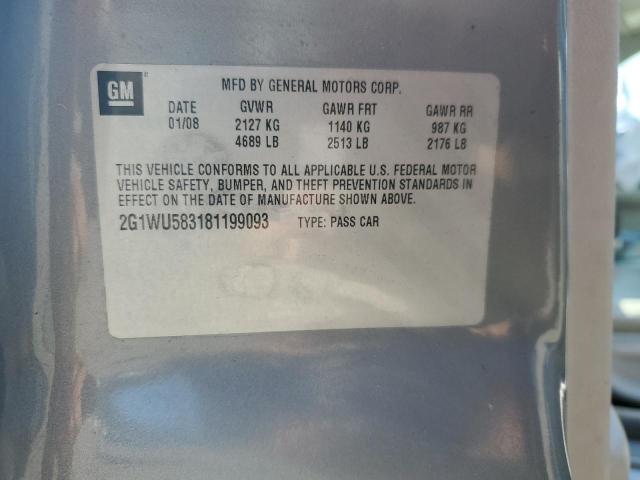 GM
MFD BY GENERAL MOTORS CORP.
DATE GVWR GAWR FRT GAWR RR
01/08 2127 KG 1140 KG 987 KG
4689 LB 2513 LB 2176 LB
THIS VEHICLE CONFORMS TO ALL APPLICABLE U.S. FEDERAL MOTOR
VEHICLE SAFETY, BUMPER, AND THEFT PREVENTION STANDARDS IN
EFFECT ON THE DATE OF MANUFACTURE SHOWN ABOVE.
2G1WU583181199093 TYPE: PASS CAR